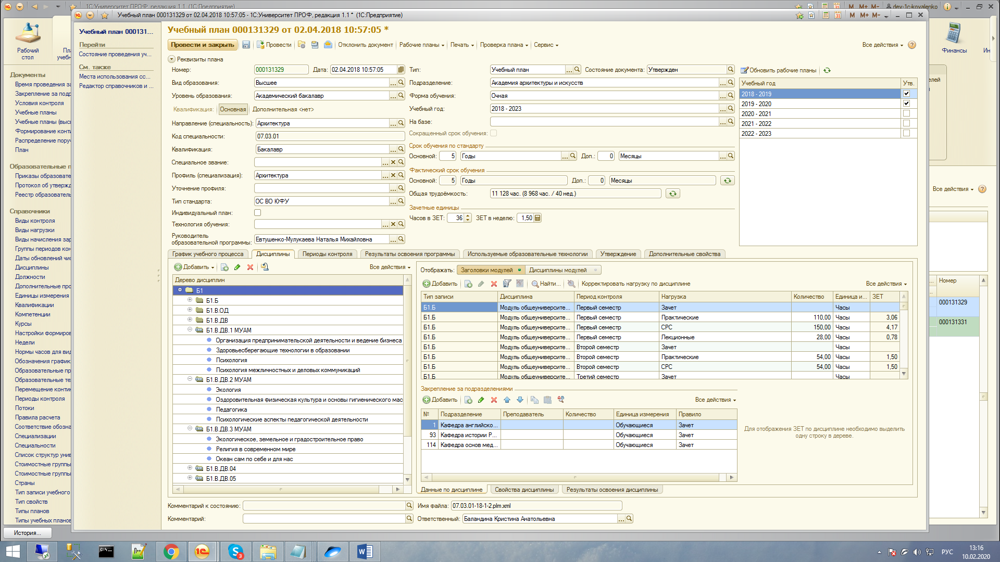 1С:Университет ПРОФ, редакция 1.1 (1С:Предприятие)
M M+ M- dev-1c-kovalenko
Учебный план 000131329 от 02.04.2018 10:57:05 - 1С:Университет ПРОФ, редакция 1.1 * (1С:Предприятие)
M M+ M-
Рабочий стол
Финансы
Документы
Время проведения за
Закрепление за подр
Условия контроля
Учебные планы
Учебные планы (выс
Формирование конти
Распределение поруч
План
Образовательные п
Приказы образовате
Протокол об утвержд
Реестр образователь
Справочники
Виды контроля
Виды нагрузки
Виды начисления зар
Группы периодов кон
Даты обновлений чис
Дисциплины
Должности
Дополнительные про
Единицы измерения
Квалификации
Компетенции
Курсы
Настройки формиров
Недели
Нормы часов для вид
Обозначения график
Образовательные пр
Образовательные те
Перемещение контин
Периоды контроля
Потоки
Правила расчета
Соответствие обозна
Специализации
Специальности
Список структур унив
Стоимостные группы
Стоимостные группы
Страны
Тип записи учебного
Тип свойств
Типы планов
Типы учебных планов
История...
Учебный план 000131...
Перейти
Состояние проведения уч...
См. также
Места использования сс...
Редактор справочников и ...
Учебный план 000131329 от 02.04.2018 10:57:05 *
Провести и закрыть Провести Отклонить документ Рабочие планы Печать Проверка плана Сервис Все действия
Реквизиты плана
Номер: 000131329 Дата: 02.04.2018 10:57:05 Тип: Учебный план Состояние документа: Утвержден
Вид образования: Высшее Подразделение: Академия архитектуры и искусств
Уровень образования: Академический бакалавр Форма обучения: Очная
Квалификация: Основная Дополнительная <нет> Учебный год: 2018 - 2023
Направление (специальность): Архитектура На базе:
Код специальности: 07.03.01 Сокращенный срок обучения:
Квалификация: Бакалавр Срок обучения по стандарту
Основной: 5 Годы Доп.: 0 Месяцы
Специальное звание:
Фактический срок обучения
Профиль (специализация): Архитектура Основной: 5 Годы Доп.: 0 Месяцы
Уточнение профиля: Общая трудоёмкость: 11 128 час. (8 968 час. / 40 нед.)
Тип стандарта: ОС ВО ЮФУ Зачетные единицы
Индивидуальный план: Часов в ЗЕТ: 36 ЗЕТ в неделю: 1,50
Технология обучения:
Руководитель
образовательной программы: Евтушенко-Мулукаева Наталья Михайловна
Обновить рабочие планы
Учебный год Утв.
2018 - 2019
2019 - 2020
2020 - 2021
2021 - 2022
2022 - 2023
График учебного процесса Дисциплины Периоды контроля Результаты освоения программы Используемые образовательные технологии Утверждение Дополнительные свойства
Добавить Все действия
Дерево дисциплин
Б1
Б1.Б
Б1.В.ОД
Б1.В.ДВ
Б1.В.ДВ.1 МУАМ
Организация предпринимательской деятельности и ведение бизнеса
Здоровьесберегающие технологии в образовании
Психология
Психология межличностных и деловых коммуникаций
Б1.В.ДВ.2 МУАМ
Экология
Оздоровительная физическая культура и основы гигиенического мас
Педагогика
Психологические аспекты педагогической деятельности
Б1.В.ДВ.3 МУАМ
Экологическое, земельное и градостроительное право
Религия в современном мире
Океан сам по себе и для нас
Б1.В.ДВ.04
Б1.В.ДВ.05
Отображать: Заголовки модулей Дисциплины модулей
Добавить Найти... Корректировать нагрузку по дисциплине Все действия
Тип записи Дисциплина Период контроля Нагрузка Количество Единица и... ЗЕТ
Б1.Б Модуль общеуниверсите... Первый семестр Зачет Часы
Б1.Б Модуль общеуниверсите... Первый семестр Практические 110,00 Часы 3,06
Б1.Б Модуль общеуниверсите... Первый семестр СРС 150,00 Часы 4,17
Б1.Б Модуль общеуниверсите... Первый семестр Лекционные 28,00 Часы 0,78
Б1.Б Модуль общеуниверсите... Второй семестр Зачет Часы
Б1.Б Модуль общеуниверсите... Второй семестр Практические 54,00 Часы 1,50
Б1.Б Модуль общеуниверсите... Второй семестр СРС 54,00 Часы 1,50
Б1.Б Модуль общеуниверсите... Третий семестр Зачет Часы
Закрепление за подразделениями
Добавить Все действия
№ Подразделение Преподаватель Количество Единица измерения Правило
1 Кафедра английско... Обучающиеся Зачет
93 Кафедра истории Р... Обучающиеся Зачет
114 Кафедра основ мед... Обучающиеся Зачет
Для отображения ЗЕТ по дисциплине необходимо выделить
одну строку в дереве.
Данные по дисциплине Свойства дисциплины Результаты освоения дисциплины
Комментарий к состоянию: Имя файла: 07.03.01-18-1-2.plm.xml
Комментарий: Ответственный: Баландина Кристина Анатольевна
Все действия
Номер
000131329
000131331
РУС
13:16
10.02.2020